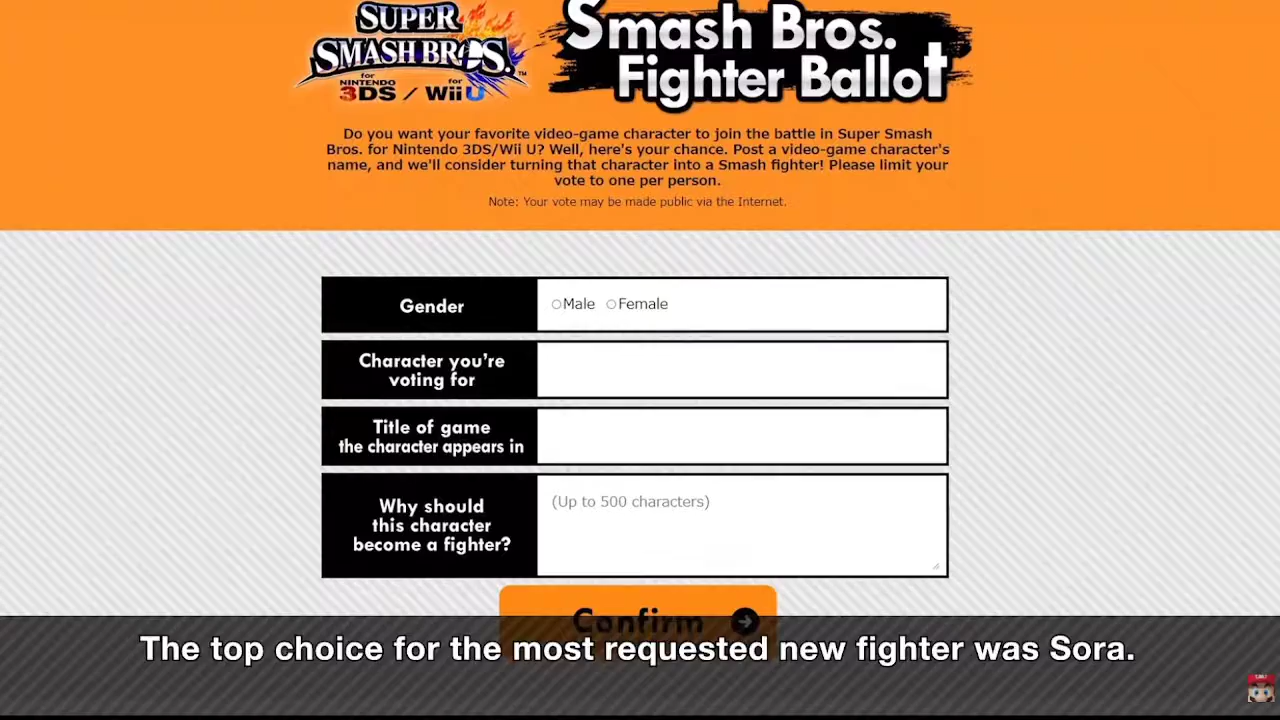 SUPER
SMASH BROS.
for NINTENDO 3DS / for Wii U
TM
Smash Bros.
Fighter Ballot
Do you want your favorite video-game character to join the battle in Super Smash
Bros. for Nintendo 3DS/Wii U? Well, here's your chance. Post a video-game character's
name, and we'll consider turning that character into a Smash fighter! Please limit your
vote to one per person.
Note: Your vote may be made public via the Internet.
Gender
Male Female
Character you're
voting for
Title of game
the character appears in
Why should
this character
become a fighter?
(Up to 500 characters)
Confirm
The top choice for the most requested new fighter was Sora.